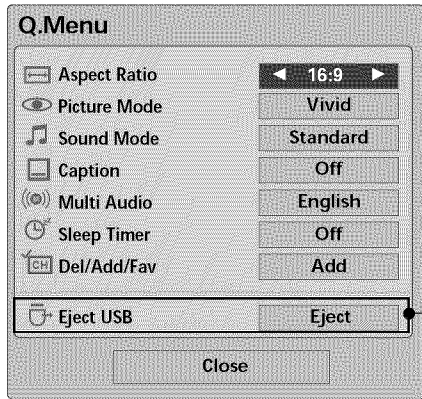 Q.Menu
Aspect Ratio ◄ 16:9 ►
Picture Mode Vivid
Sound Mode Standard
Caption Off
Multi Audio English
Sleep Timer Off
CH Del/Add/Fav Add
Eject USB Eject
Close